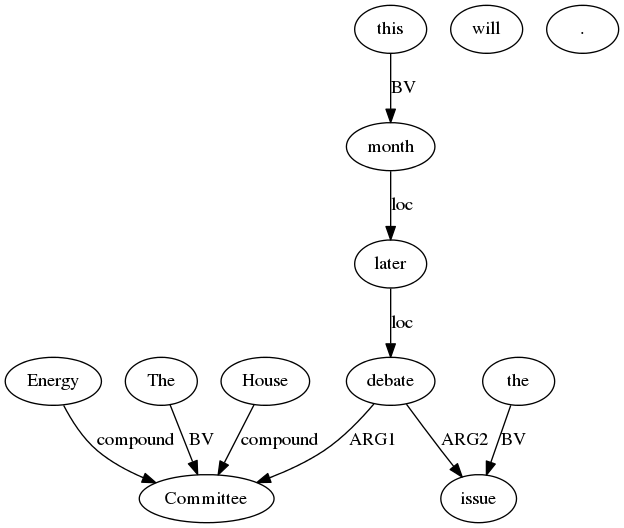 this will .
BV
month
loc
later
loc
Energy The House debate the
compound BV compound ARG1 ARG2 BV
Committee issue